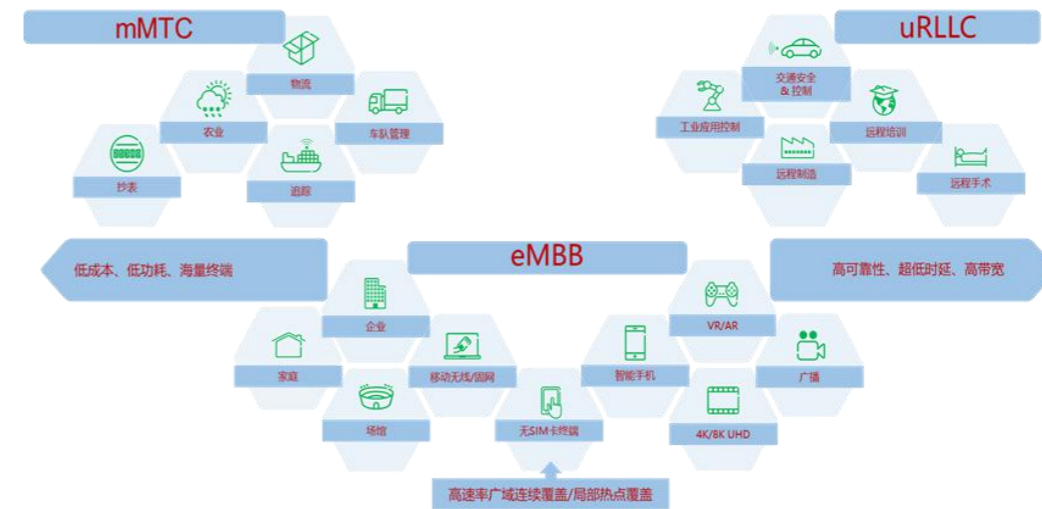 mMTC
物流
农业
车队管理
抄表
追踪
uRLLC
交通安全
& 控制
工业应用控制
远程培训
远程制造
远程手术
低成本、低功耗、海量终端
eMBB
高可靠性、超低时延、高带宽
企业
家庭
移动无线/固网
场馆
无SIM卡终端
智能手机
VR/AR
广播
4K/8K UHD
高速率广域连续覆盖/局部热点覆盖